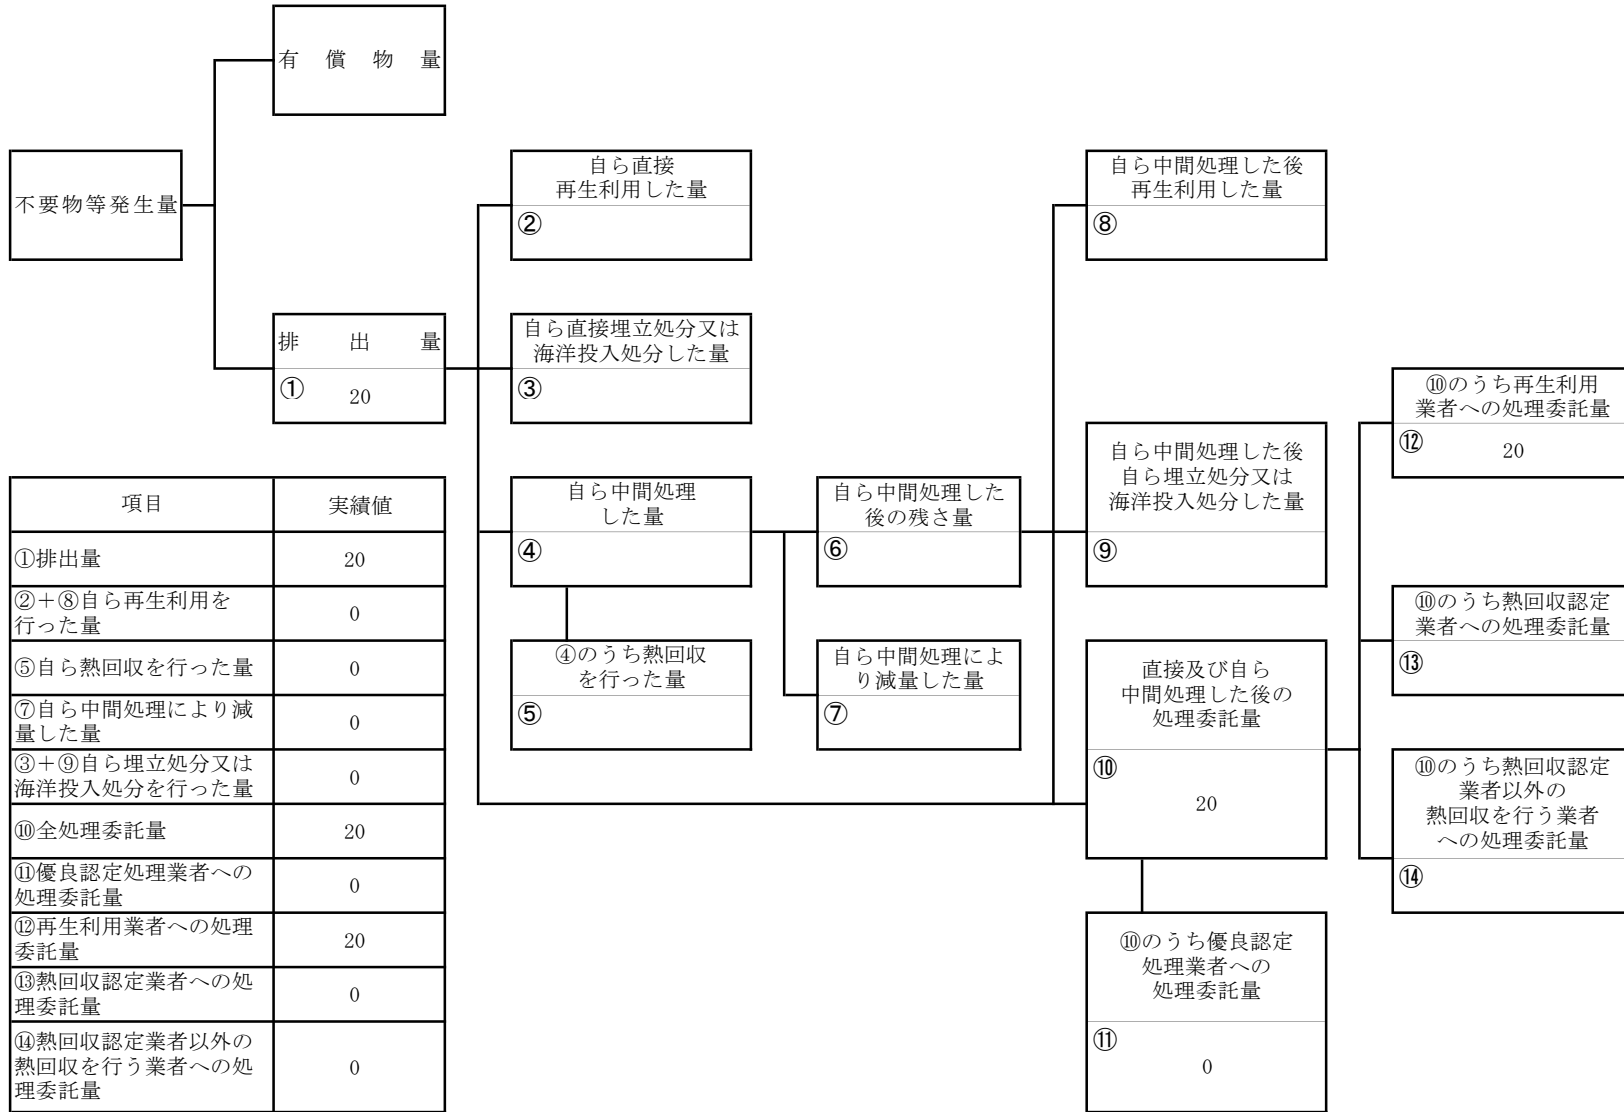 有償物量
不要物等発生量
排出量
① 20
自ら直接
再生利用した量
②
自ら直接埋立処分又は
海洋投入処分した量
③
自ら中間処理
した量
④
④のうち熱回収
を行った量
⑤
自ら中間処理した
後の残さ量
⑥
自ら中間処理によ
り減量した量
⑦
自ら中間処理した後
再生利用した量
⑧
自ら中間処理した後
自ら埋立処分又は
海洋投入処分した量
⑨
直接及び自ら
中間処理した後の
処理委託量
⑩
20
⑩のうち優良認定
処理業者への
処理委託量
⑪
0
⑩のうち再生利用
業者への処理委託量
⑫ 20
⑩のうち熱回収認定
業者への処理委託量
⑬
⑩のうち熱回収認定
業者以外の
熱回収を行う業者
への処理委託量
⑭
項目 実績値
①排出量 20
②+⑧自ら再生利用を
行った量 0
⑤自ら熱回収を行った量 0
⑦自ら中間処理により減
量した量 0
③+⑨自ら埋立処分又は
海洋投入処分を行った量 0
⑩全処理委託量 20
⑪優良認定処理業者への
処理委託量 0
⑫再生利用業者への処理
委託量 20
⑬熱回収認定業者への処
理委託量 0
⑭熱回収認定業者以外の
熱回収を行う業者への処 0
理委託量